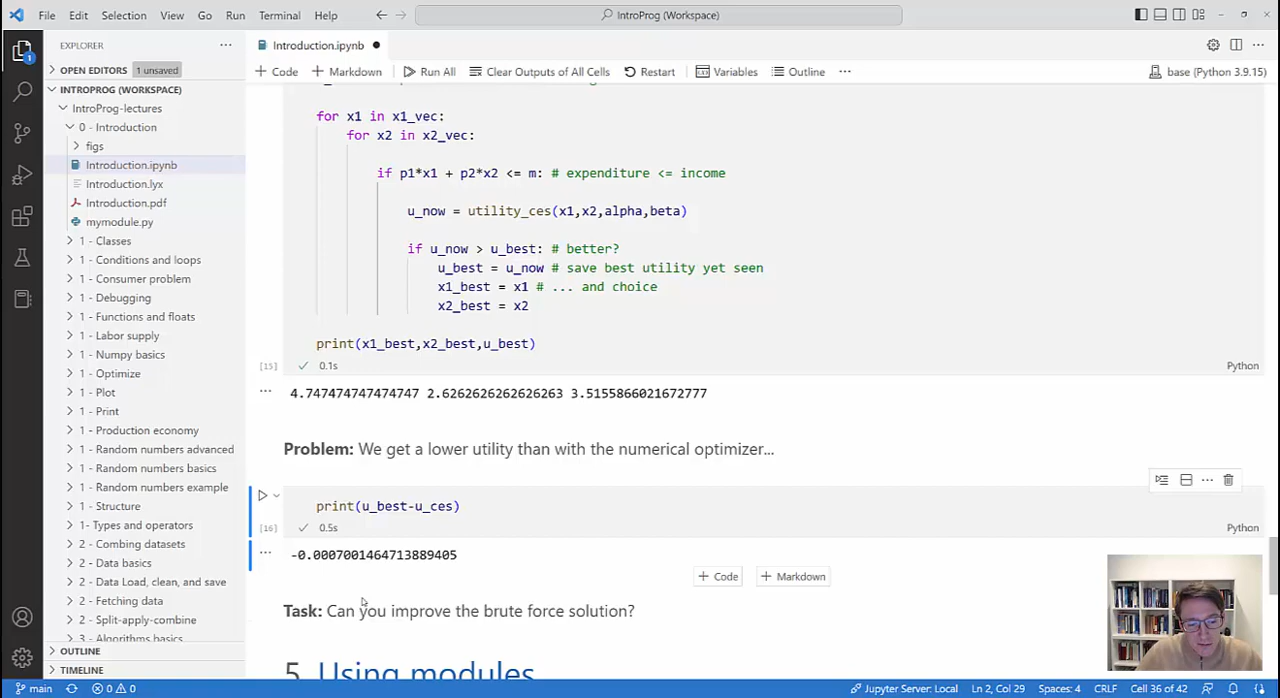 File Edit Selection View Go Run Terminal Help
IntroProg (Workspace)
EXPLORER
Introduction.ipynb
OPEN EDITORS 1 unsaved
+ Code + Markdown Run All Clear Outputs of All Cells Restart Variables Outline ... base (Python 3.9.15)
INTROPROG (WORKSPACE)
IntroProg-lectures
0 - Introduction
figs
Introduction.ipynb
Introduction.lyx
Introduction.pdf
mymodule.py
1 - Classes
1 - Conditions and loops
1 - Consumer problem
1 - Debugging
1 - Functions and floats
1 - Labor supply
1 - Numpy basics
1 - Optimize
1 - Plot
1 - Print
1 - Production economy
1 - Random numbers advanced
1 - Random numbers basics
1 - Random numbers example
1 - Structure
1- Types and operators
2 - Combing datasets
2 - Data basics
2 - Data Load, clean, and save
2 - Fetching data
2 - Split-apply-combine
3 - Algorithms basics
OUTLINE
TIMELINE
for x1 in x1_vec:
for x2 in x2_vec:
if p1*x1 + p2*x2 <= m: # expenditure <= income
u_now = utility_ces(x1,x2,alpha,beta)
if u_now > u_best: # better?
u_best = u_now # save best utility yet seen
x1_best = x1 # ... and choice
x2_best = x2
print(x1_best,x2_best,u_best)
[15] 0.1s Python
4.747474747474747 2.6262626262626263 3.5155866021672777
Problem: We get a lower utility than with the numerical optimizer...
print(u_best-u_ces)
[16] 0.5s Python
-0.0007001464713889405
+ Code + Markdown
Task: Can you improve the brute force solution?
5 Using modules
main 0 0 Jupyter Server: Local Ln 2, Col 29 Spaces: 4 CRLF Cell 36 of 42